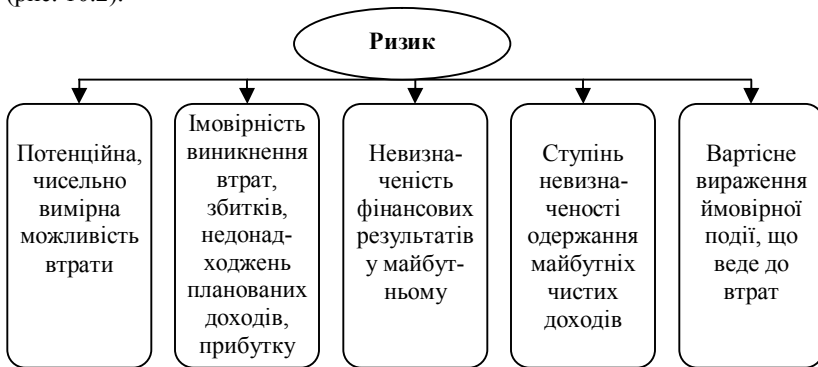 (рис. 10.2).
Ризик
Потенційна,
чисельно
вимірна
можливість
втрати
Імовірність
виникнення
втрат,
збитків,
недонад-
ходжень
планованих
доходів,
прибутку
Невизна-
ченість
фінансових
результатів
у майбут-
ньому
Ступінь
невизна-
ченості
одержання
майбутніх
чистих
доходів
Вартісне
вираження
ймовірної
події, що
веде до
втрат